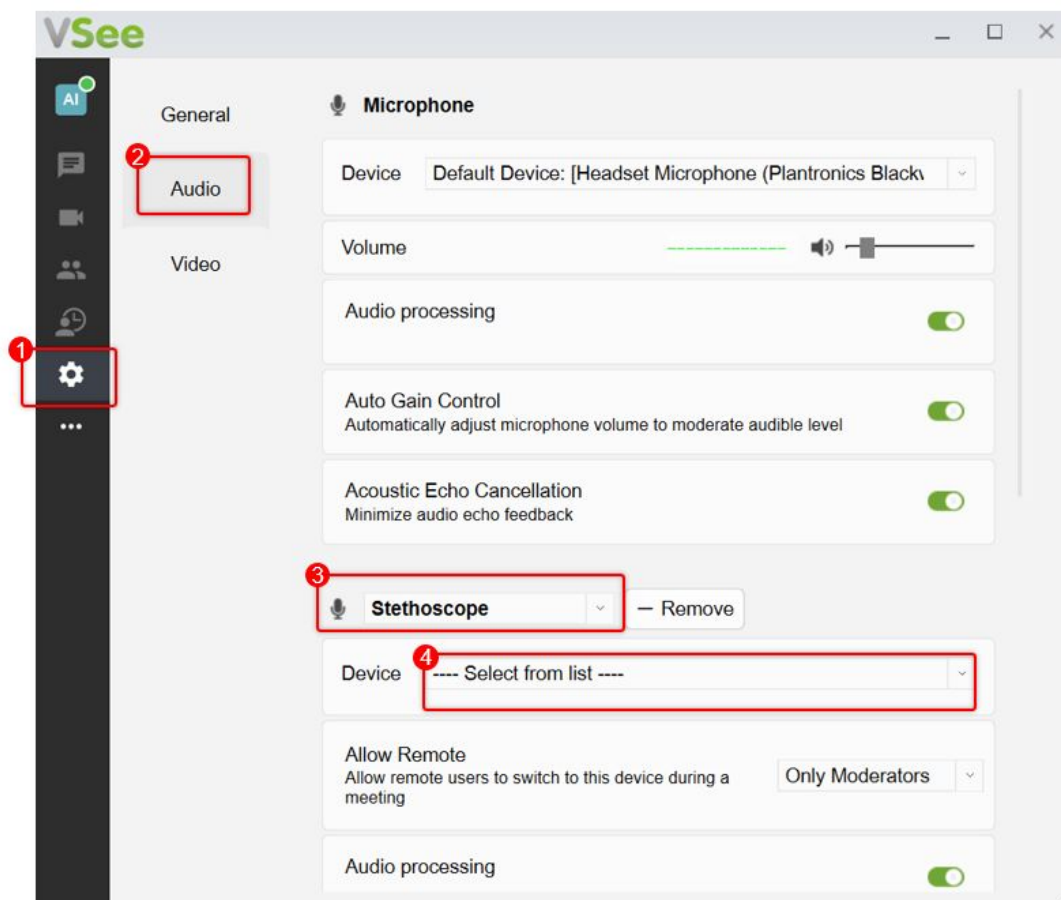 VSee
AI
General
2
Audio
Video
1
Microphone
Device Default Device: [Headset Microphone (Plantronics Blackv
Volume
Audio processing
Auto Gain Control
Automatically adjust microphone volume to moderate audible level
Acoustic Echo Cancellation
Minimize audio echo feedback
3
Stethoscope – Remove
4
Device ---- Select from list ----
Allow Remote
Allow remote users to switch to this device during a
meeting
Only Moderators
Audio processing